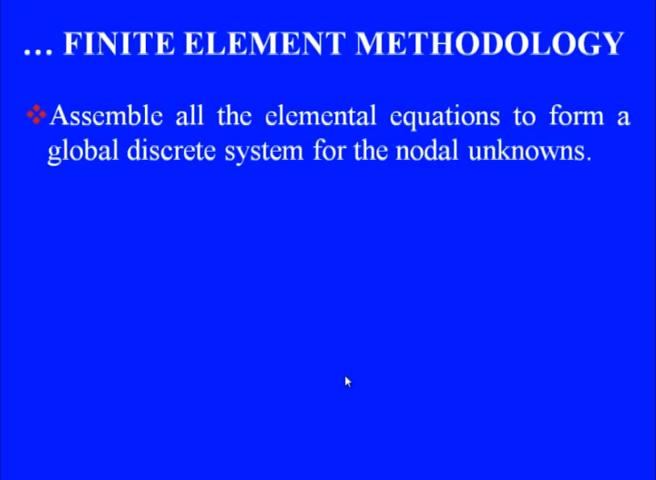 ... FINITE ELEMENT METHODOLOGY
Assemble all the elemental equations to form a
global discrete system for the nodal unknowns.